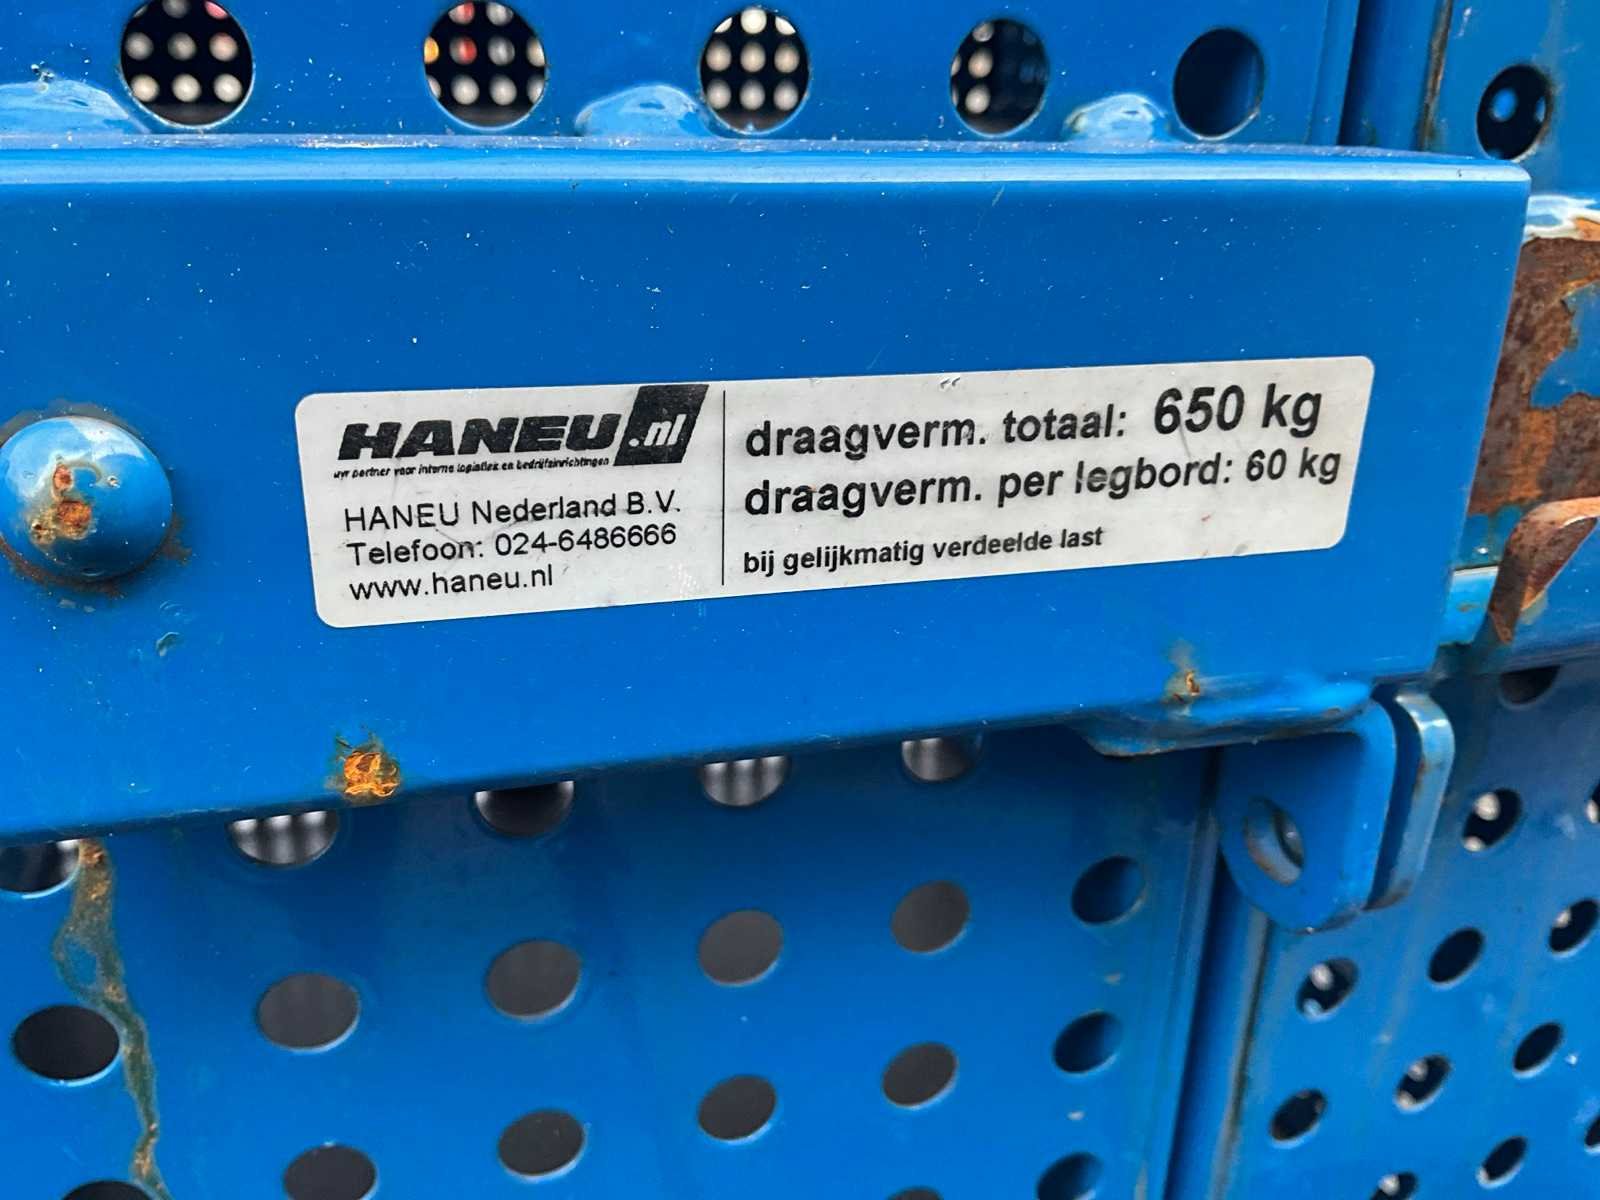 HANEU.nl
uw partner voor interne logistiek en bedrijfsinrichtingen
HANEU Nederland B.V.
Telefoon: 024-6486666
www.haneu.nl
draagverm. totaal: 650 kg
draagverm. per legbord: 60 kg
bij gelijkmatig verdeelde last